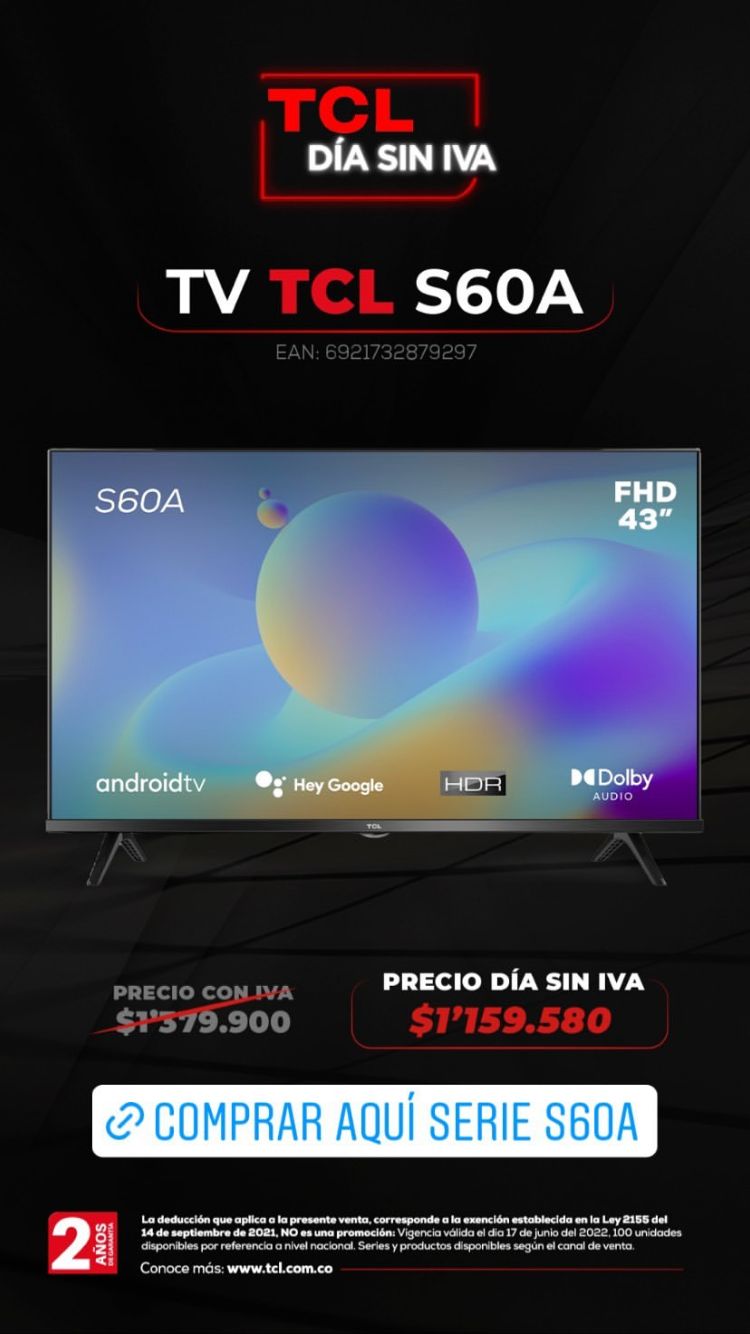 TCL
DÍA SIN IVA
TV TCL S60A
EAN: 6921732879297
S60A
FHD
43”
androidtv
Hey Google
HDR
Dolby
AUDIO
TCL
PRECIO CON IVA
$1’379.900
PRECIO DÍA SIN IVA
$1’159.580
COMPRAR AQUÍ SERIE S60A
2 AÑOS
DE GARANTÍA
La deducción que aplica a la presente venta, corresponde a la exención establecida en la Ley 2155 del
14 de septiembre de 2021, NO es una promoción: Vigencia válida el dia 17 de junio del 2022, 100 unidades
disponibles por referencia a nivel nacional. Series y productos disponibles según el canal de venta.
Conoce más: www.tcl.com.co